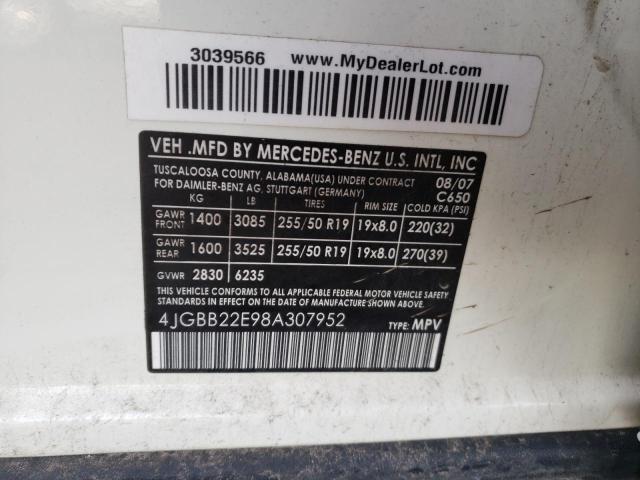 3039566 www.MyDealerLot.com
VEH .MFD BY MERCEDES-BENZ U.S. INTL, INC
TUSCALOOSA COUNTY, ALABAMA(USA) UNDER CONTRACT 08/07
FOR DAIMLER-BENZ AG, STUTTGART (GERMANY) C650
KG LB TIRES RIM SIZE COLD KPA (PSI)
GAWR FRONT 1400 3085 255/50 R19 19x8.0 220(32)
GAWR REAR 1600 3525 255/50 R19 19x8.0 270(39)
GVWR 2830 6235
THIS VEHICLE CONFORMS TO ALL APPLICABLE FEDERAL MOTOR VEHICLE SAFETY
STANDARDS IN EFFECT ON THE DATE OF MANUFACTURE SHOWN ABOVE.
4JGBB22E98A307952 TYPE: MPV